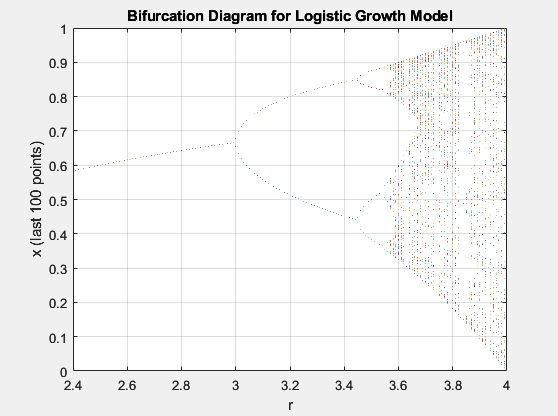 Bifurcation Diagram for Logistic Growth Model
1
0.9
0.8
0.7
0.6
0.5
0.4
0.3
0.2
0.1
0
x (last 100 points)
2.4 2.6 2.8 3 3.2 3.4 3.6 3.8 4
r